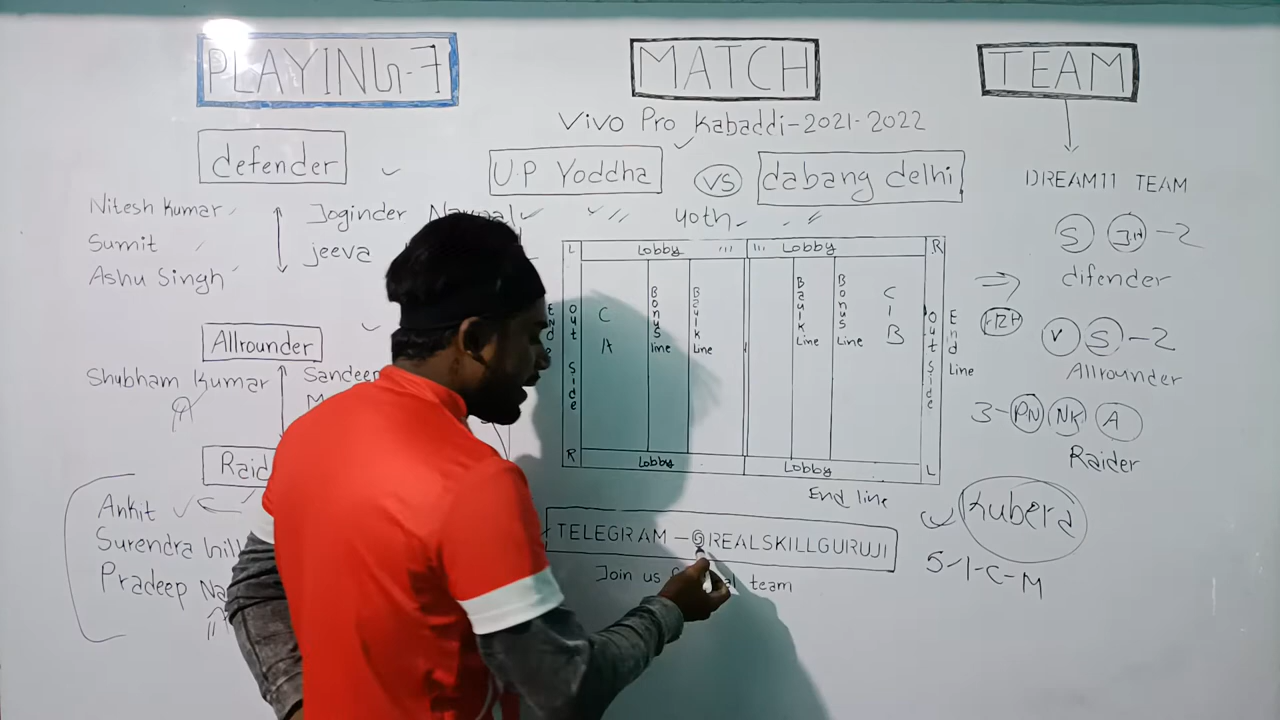 PLAYING-7
defender
Nitesh Kumar
Sumit
Ashu Singh
Joginder
jeeva
Allrounder
Shubham Kumar
Sandeep
Raid
Ankit
Surendra
Pradeep
MATCH
Vivo Pro Kabaddi-2021-2022
U.P Yoddha
VS
dabang delhi
40th
L Lobby Lobby R
End
Out Side
C A
Bonus line
Baulk Line
Baulk Line
Bonus Line
C I B
Out Side
End Line
R Lobby Lobby L
End line
TELEGRAM - @REALSKILLGURUJI
Join us team
TEAM
DREAM11 TEAM
S JN - 2
difender
V S - 2
Allrounder
3 - PN NK A
Raider
Kubera
5-1-C-M